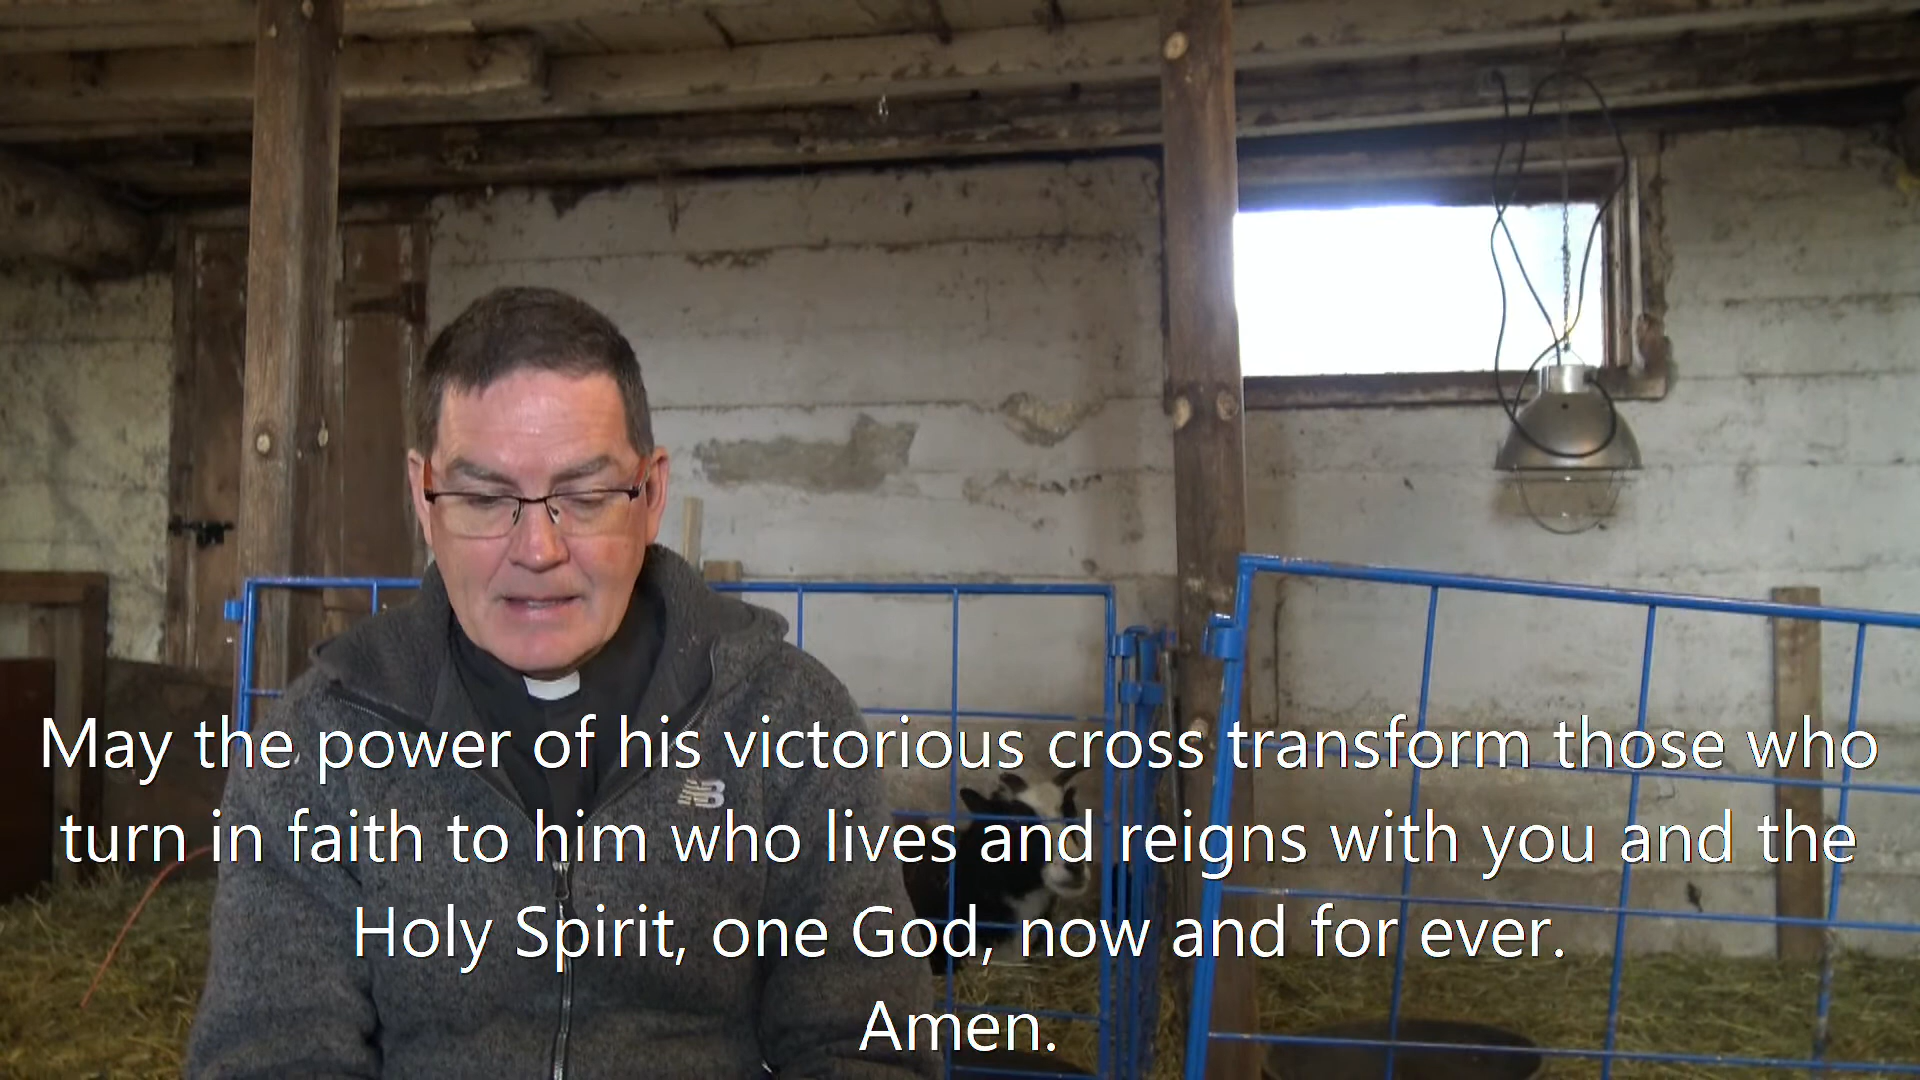 May the power of his victorious cross transform those who
turn in faith to him who lives and reigns with you and the
Holy Spirit, one God, now and for ever.
Amen.
NB